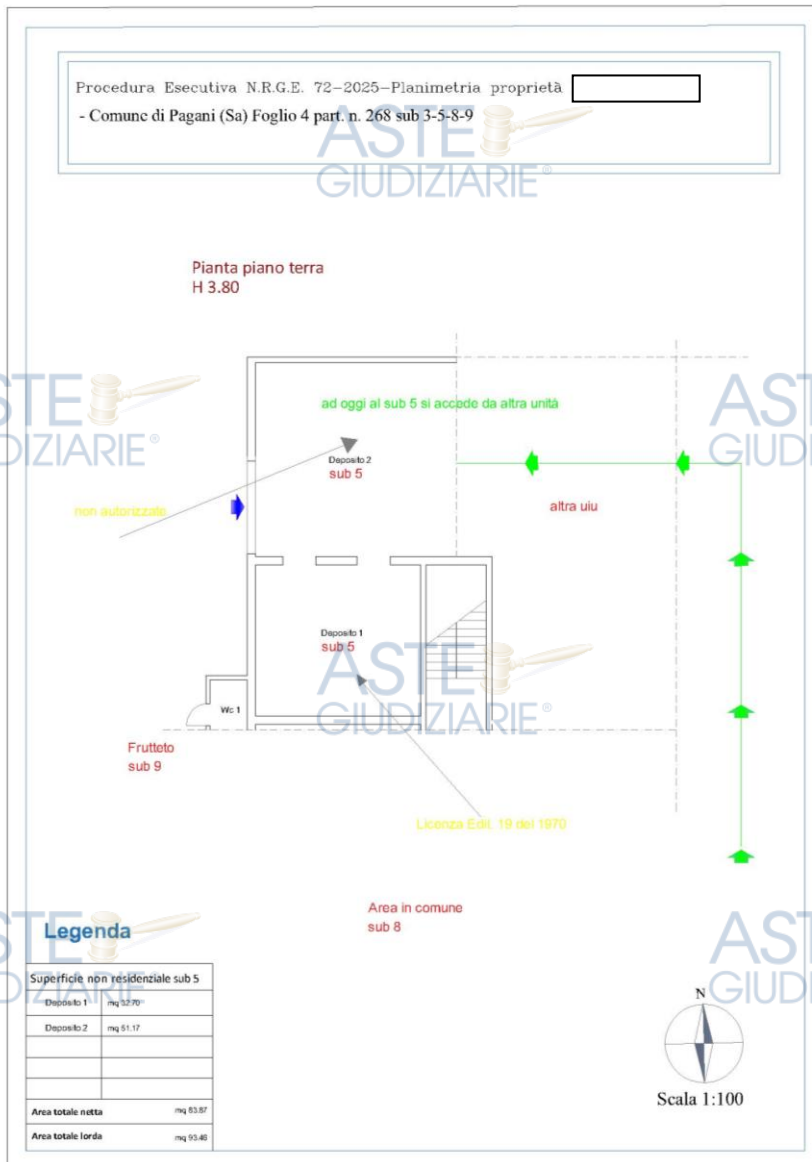 Procedura Esecutiva N.R.G.E. 72-2025-Planimetria proprietà
- Comune di Pagani (Sa) Foglio 4 part. n. 268 sub 3-5-8-9
ASTE
GIUDIZIARIE®
Pianta piano terra
H 3.80
ad oggi al sub 5 si accede da altra unità
Deposito 2
sub 5
non autorizzate
altra uiu
Deposito 1
sub 5
ASTE
GIUDIZIARIE®
Wc 1
Frutteto
sub 9
Licenza Edil. 19 del 1970
Area in comune
sub 8
Legenda
Superficie non residenziale sub 5
Deposito 1 mq 32.70
Deposito 2 mq 51.17
Area totale netta mq 83.87
Area totale lorda mq 93.46
N
Scala 1:100